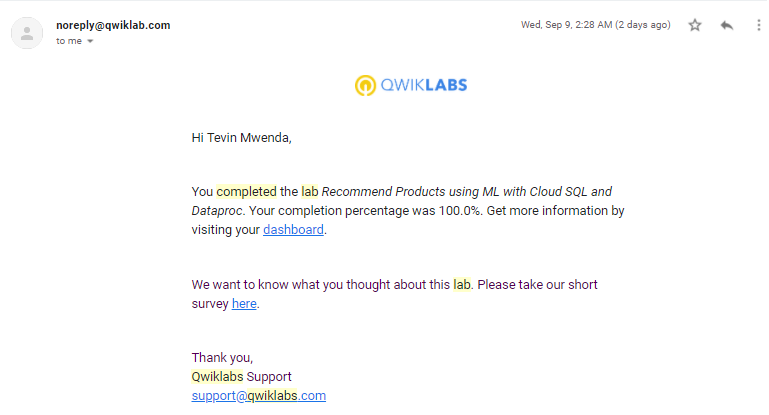 noreply@qwiklab.com
Wed, Sep 9, 2:28 AM (2 days ago)
to me
QWIKLABS
Hi Tevin Mwenda,
You completed the lab Recommend Products using ML with Cloud SQL and
Dataproc. Your completion percentage was 100.0%. Get more information by
visiting your dashboard.
We want to know what you thought about this lab. Please take our short
survey here.
Thank you,
Qwiklabs Support
support@qwiklabs.com